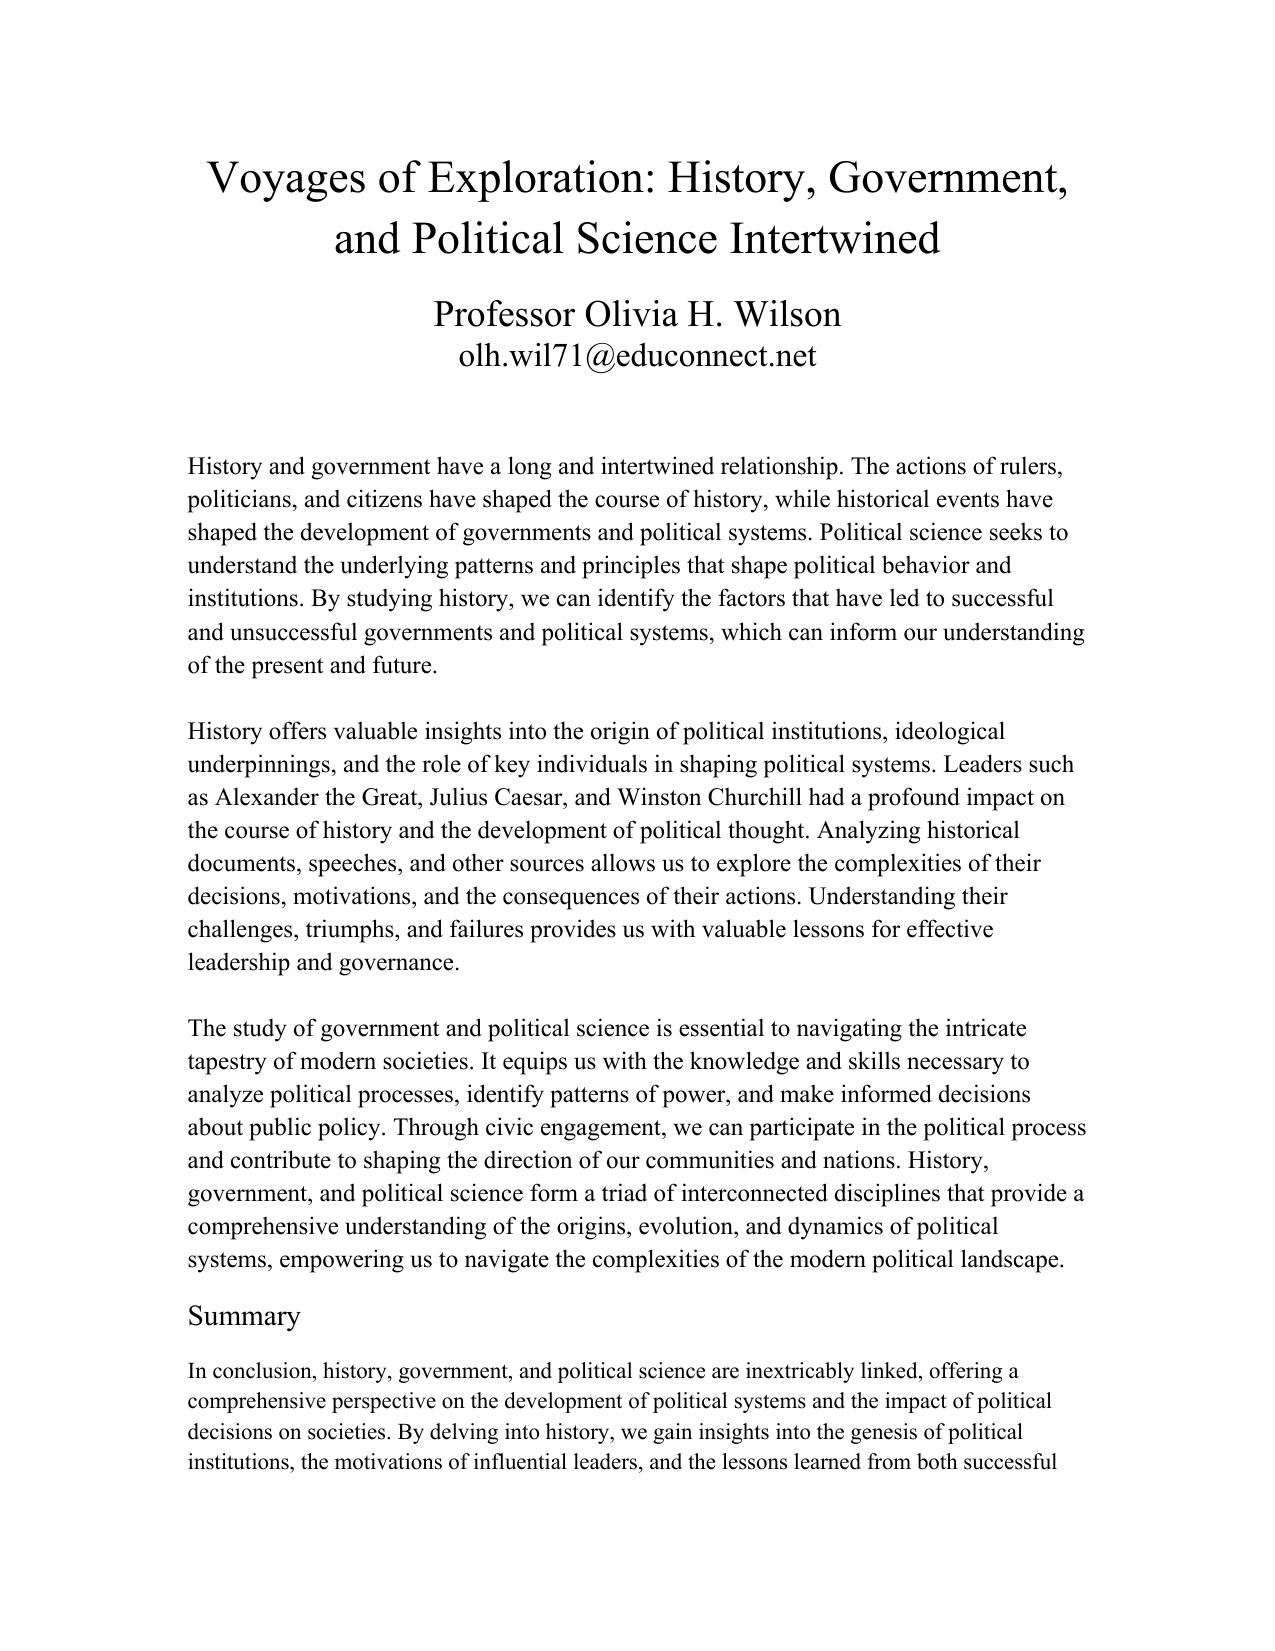 Voyages of Exploration: History, Government,
and Political Science Intertwined
Professor Olivia H. Wilson
olh.wil71@educonnect.net
History and government have a long and intertwined relationship. The actions of rulers,
politicians, and citizens have shaped the course of history, while historical events have
shaped the development of governments and political systems. Political science seeks to
understand the underlying patterns and principles that shape political behavior and
institutions. By studying history, we can identify the factors that have led to successful
and unsuccessful governments and political systems, which can inform our understanding
of the present and future.
History offers valuable insights into the origin of political institutions, ideological
underpinnings, and the role of key individuals in shaping political systems. Leaders such
as Alexander the Great, Julius Caesar, and Winston Churchill had a profound impact on
the course of history and the development of political thought. Analyzing historical
documents, speeches, and other sources allows us to explore the complexities of their
decisions, motivations, and the consequences of their actions. Understanding their
challenges, triumphs, and failures provides us with valuable lessons for effective
leadership and governance.
The study of government and political science is essential to navigating the intricate
tapestry of modern societies. It equips us with the knowledge and skills necessary to
analyze political processes, identify patterns of power, and make informed decisions
about public policy. Through civic engagement, we can participate in the political process
and contribute to shaping the direction of our communities and nations. History,
government, and political science form a triad of interconnected disciplines that provide a
comprehensive understanding of the origins, evolution, and dynamics of political
systems, empowering us to navigate the complexities of the modern political landscape.
Summary
In conclusion, history, government, and political science are inextricably linked, offering a
comprehensive perspective on the development of political systems and the impact of political
decisions on societies. By delving into history, we gain insights into the genesis of political
institutions, the motivations of influential leaders, and the lessons learned from both successful